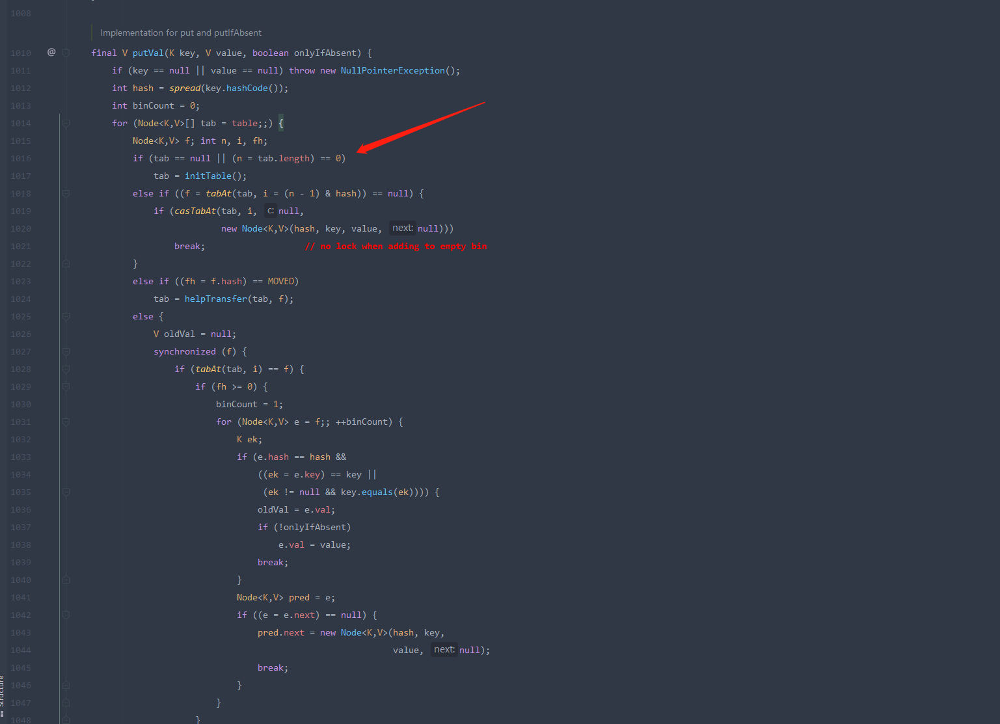 1008
Implementation for put and putIfAbsent
1010 @ final V putVal(K key, V value, boolean onlyIfAbsent) {
1011 if (key == null || value == null) throw new NullPointerException();
1012 int hash = spread(key.hashCode());
1013 int binCount = 0;
1014 for (Node<K,V>[] tab = table;;) {
1015 Node<K,V> f; int n, i, fh;
1016 if (tab == null || (n = tab.length) == 0)
1017 tab = initTable();
1018 else if ((f = tabAt(tab, i = (n - 1) & hash)) == null) {
1019 if (casTabAt(tab, i, c: null,
1020 new Node<K,V>(hash, key, value, next: null)))
1021 break; // no lock when adding to empty bin
1022 }
1023 else if ((fh = f.hash) == MOVED)
1024 tab = helpTransfer(tab, f);
1025 else {
1026 V oldVal = null;
1027 synchronized (f) {
1028 if (tabAt(tab, i) == f) {
1029 if (fh >= 0) {
1030 binCount = 1;
1031 for (Node<K,V> e = f;; ++binCount) {
1032 K ek;
1033 if (e.hash == hash &&
1034 ((ek = e.key) == key ||
1035 (ek != null && key.equals(ek)))) {
1036 oldVal = e.val;
1037 if (!onlyIfAbsent)
1038 e.val = value;
1039 break;
1040 }
1041 Node<K,V> pred = e;
1042 if ((e = e.next) == null) {
1043 pred.next = new Node<K,V>(hash, key,
1044 value, next: null);
1045 break;
1046 }
1047 }
1048 }
Structure